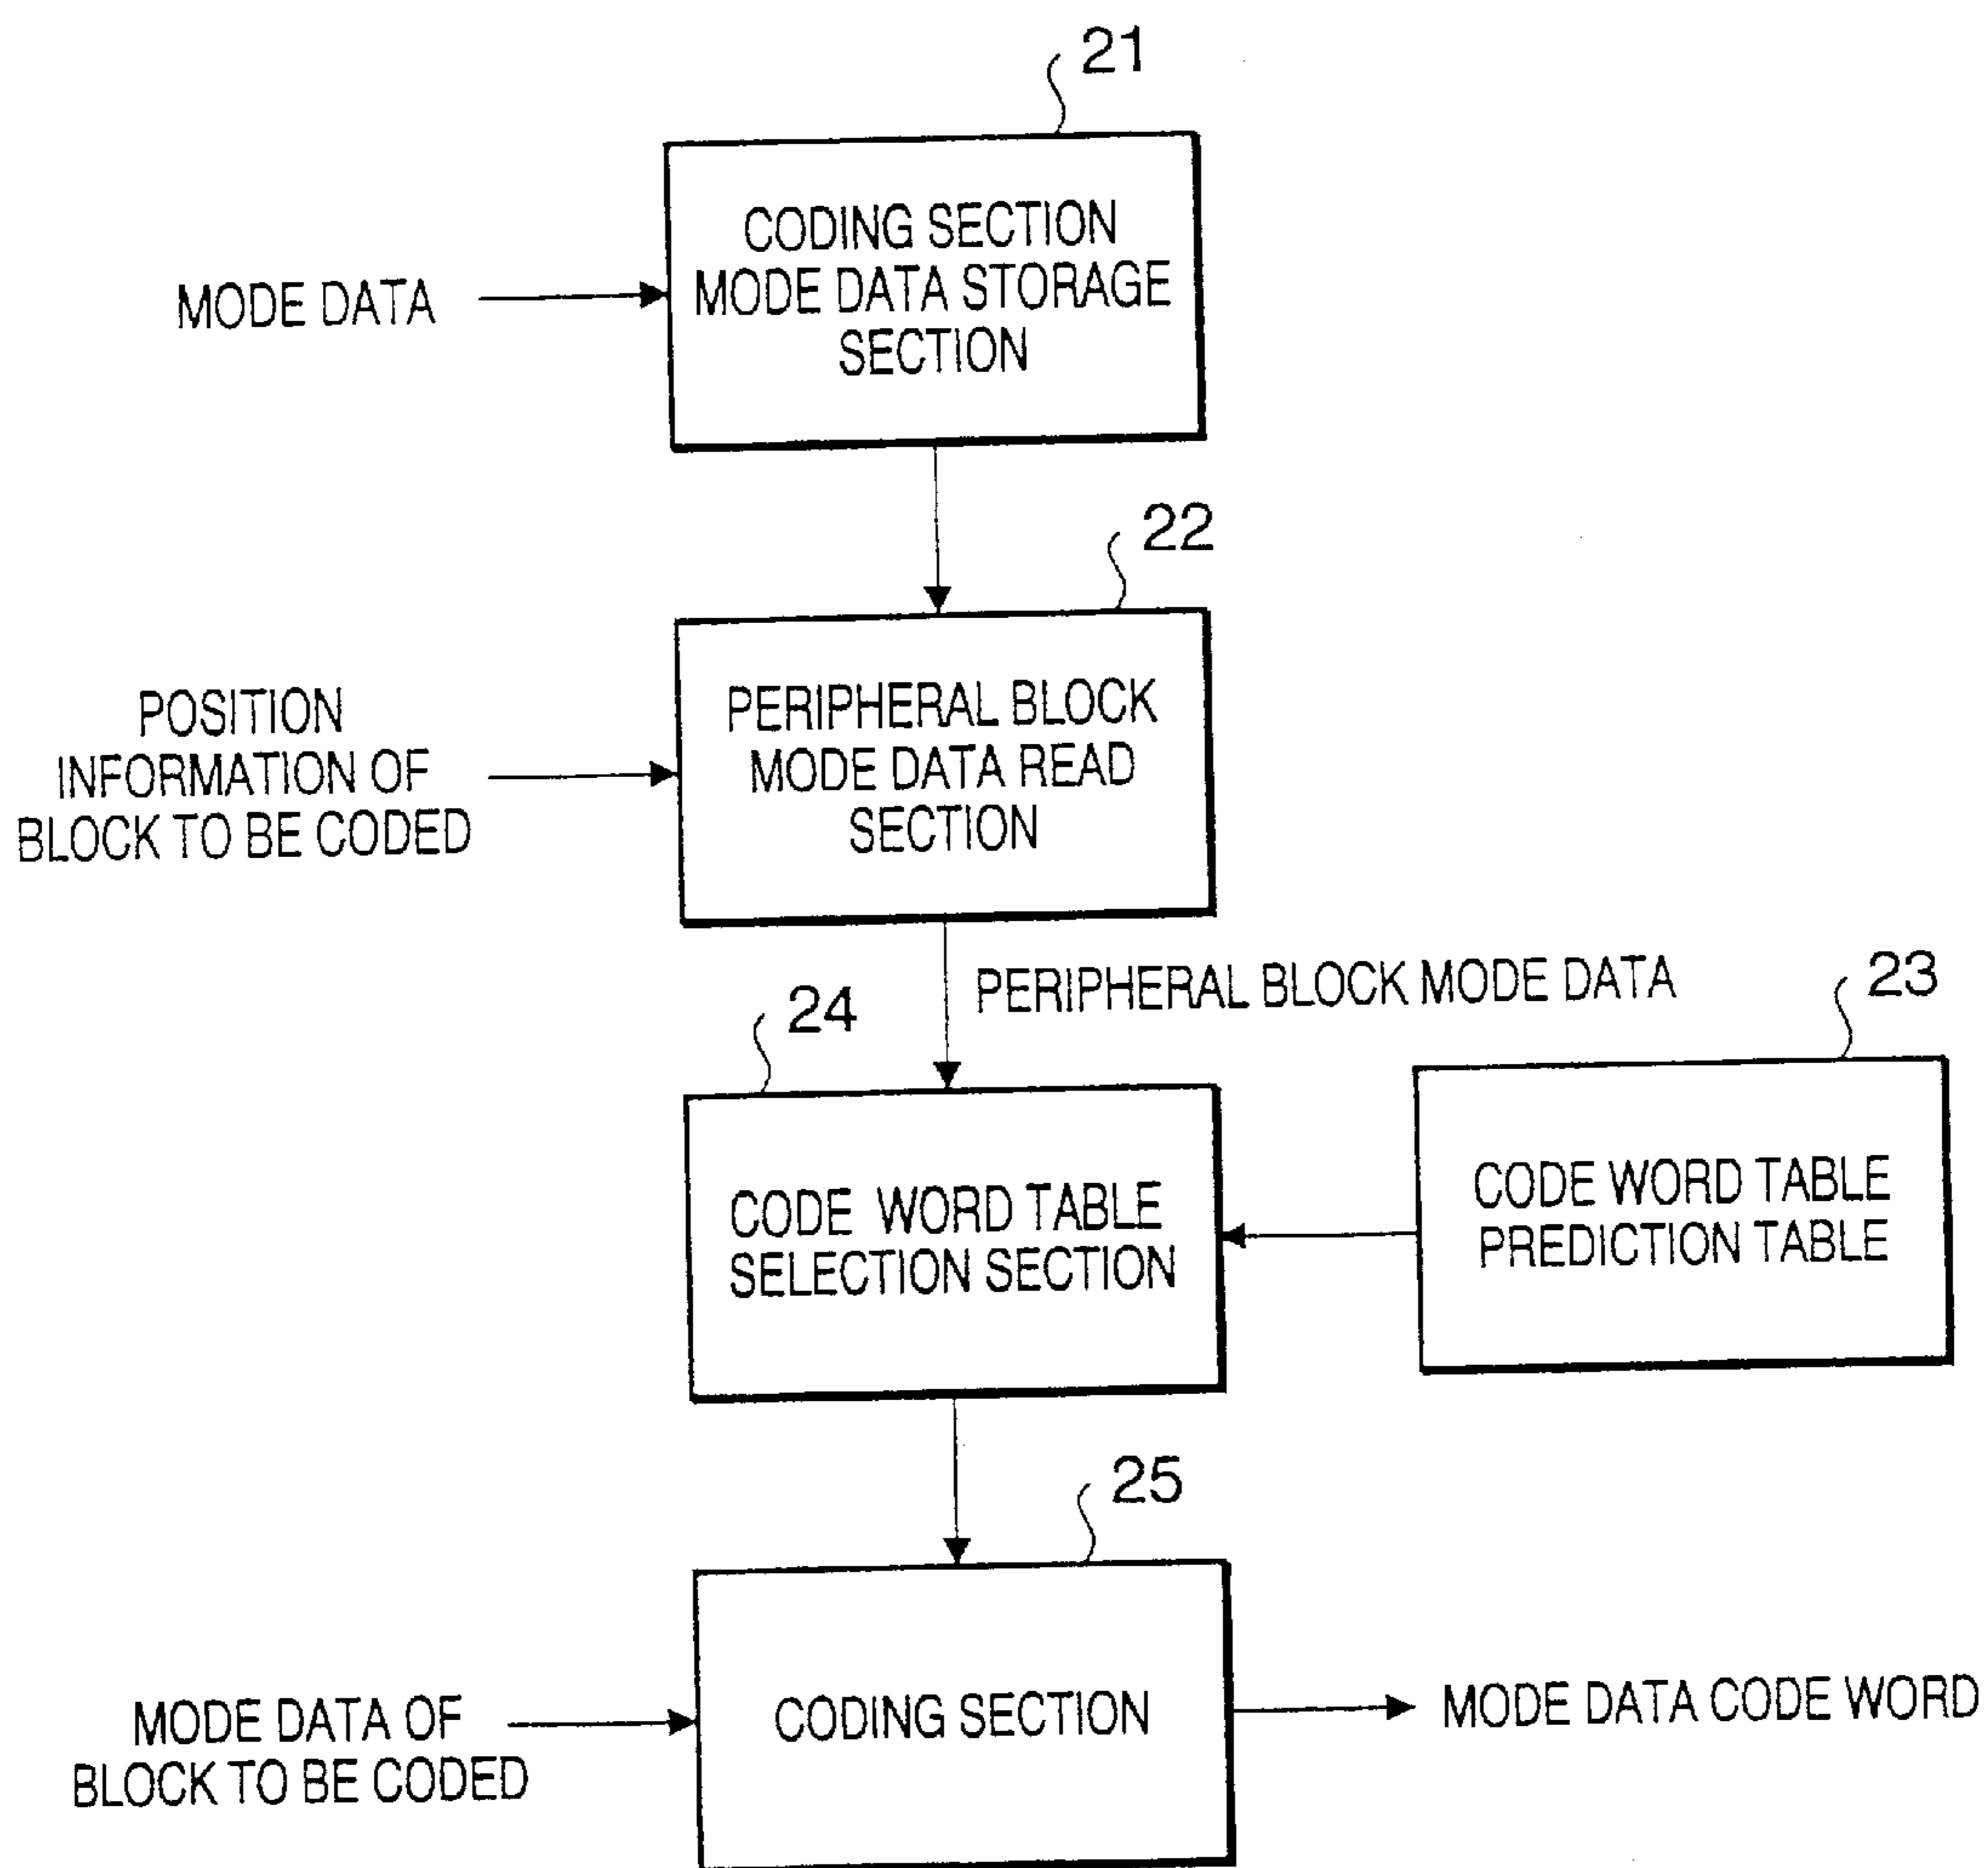 21
CODING SECTION
MODE DATA STORAGE
SECTION
MODE DATA
22
PERIPHERAL BLOCK
MODE DATA READ
SECTION
POSITION
INFORMATION OF
BLOCK TO BE CODED
PERIPHERAL BLOCK MODE DATA
23
24
CODE WORD TABLE
SELECTION SECTION
CODE WORD TABLE
PREDICTION TABLE
25
CODING SECTION
MODE DATA OF
BLOCK TO BE CODED
MODE DATA CODE WORD